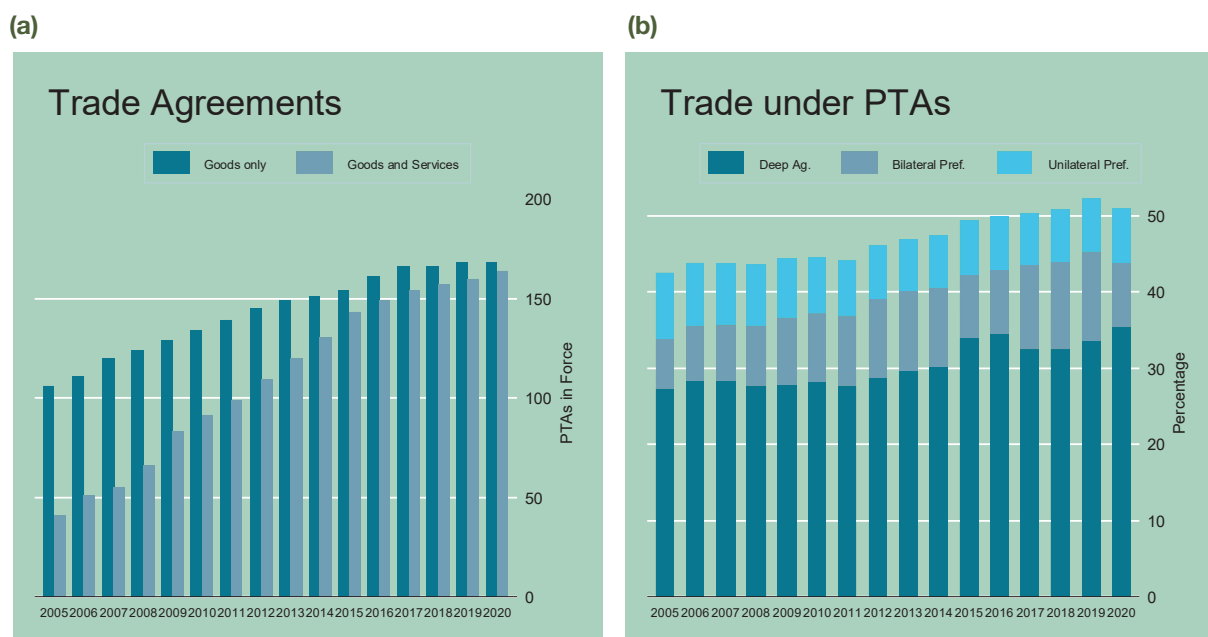 (a)
Trade Agreements
Goods only Goods and Services
200
150
100
50
0
PTAs in Force
2005 2006 2007 2008 2009 2010 2011 2012 2013 2014 2015 2016 2017 2018 2019 2020
(b)
Trade under PTAs
Deep Ag. Bilateral Pref. Unilateral Pref.
50
40
30
20
10
0
Percentage
2005 2006 2007 2008 2009 2010 2011 2012 2013 2014 2015 2016 2017 2018 2019 2020